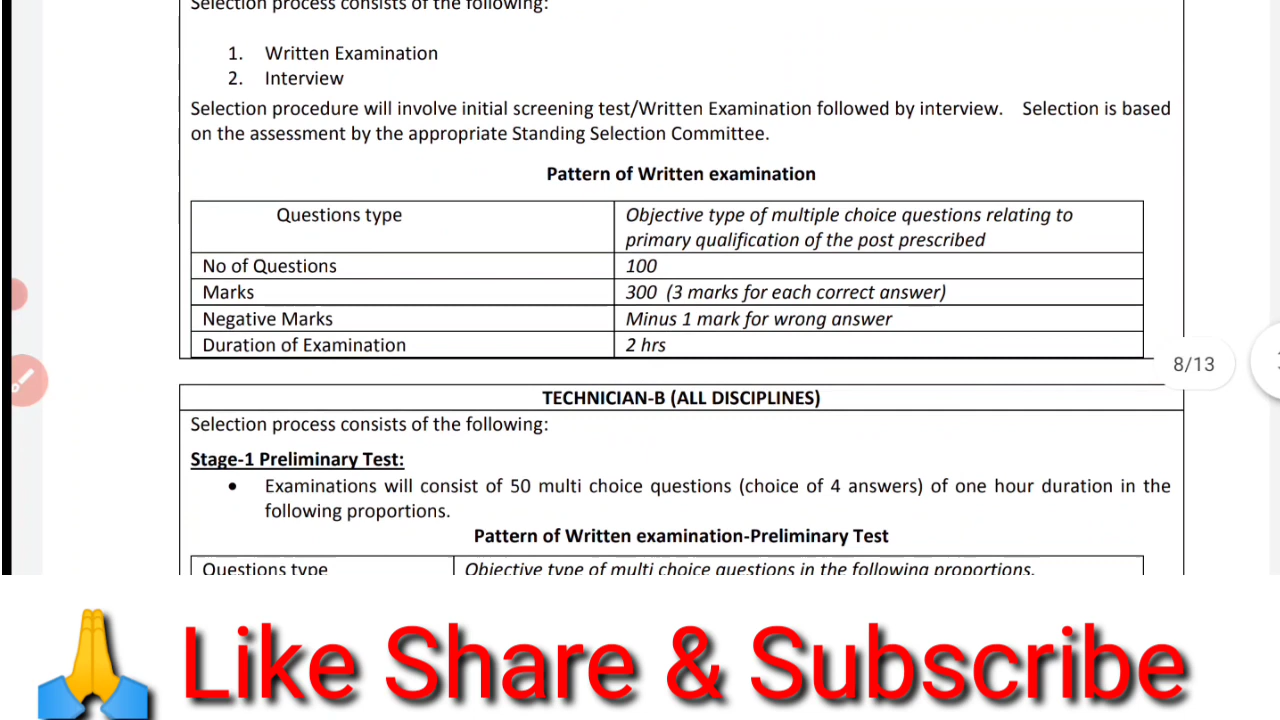 Selection process consists of the following:
1. Written Examination
2. Interview
Selection procedure will involve initial screening test/Written Examination followed by interview. Selection is based
on the assessment by the appropriate Standing Selection Committee.
Pattern of Written examination
Questions type
Objective type of multiple choice questions relating to
primary qualification of the post prescribed
No of Questions 100
Marks 300 (3 marks for each correct answer)
Negative Marks Minus 1 mark for wrong answer
Duration of Examination 2 hrs
8/13
TECHNICIAN-B (ALL DISCIPLINES)
Selection process consists of the following:
Stage-1 Preliminary Test:
• Examinations will consist of 50 multi choice questions (choice of 4 answers) of one hour duration in the
following proportions.
Pattern of Written examination-Preliminary Test
Questions type Objective type of multi choice questions in the following proportions.
Like Share & Subscribe